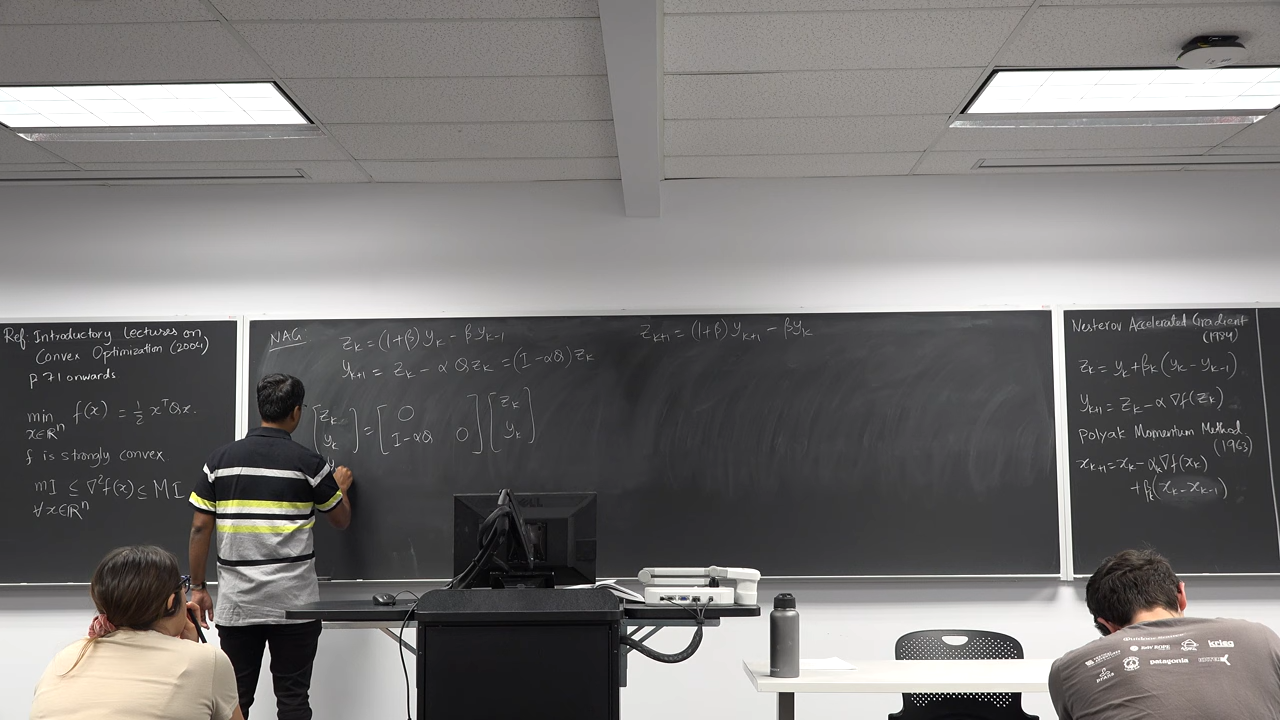 Ref: Introductory Lectures on
Convex Optimization (2004)
p 71 onwards
min f(x) = ½ xᵀQx.
x∈ℝⁿ
f is strongly convex
mI ≤ ∇²f(x) ≤ MI
∀x∈ℝⁿ
NAG:
z_k = (1+β) y_k - β y_{k-1}
y_{k+1} = z_k - α Q z_k = (I-αQ) z_k
z_{k+1} = (1+β) y_{k+1} - β y_k
[z_k] = [0 ] [z_k]
[y_k] [I-αQ 0] [y_k]
DELL
Nesterov Accelerated Gradient
(1984)
z_k = y_k + β_k (y_k - y_{k-1})
y_{k+1} = z_k - α ∇f(z_k)
Polyak Momentum Method
(1963)
x_{k+1} = x_k - α_k ∇f(x_k)
+ β_k (x_k - x_{k-1})
patagonia
krieg